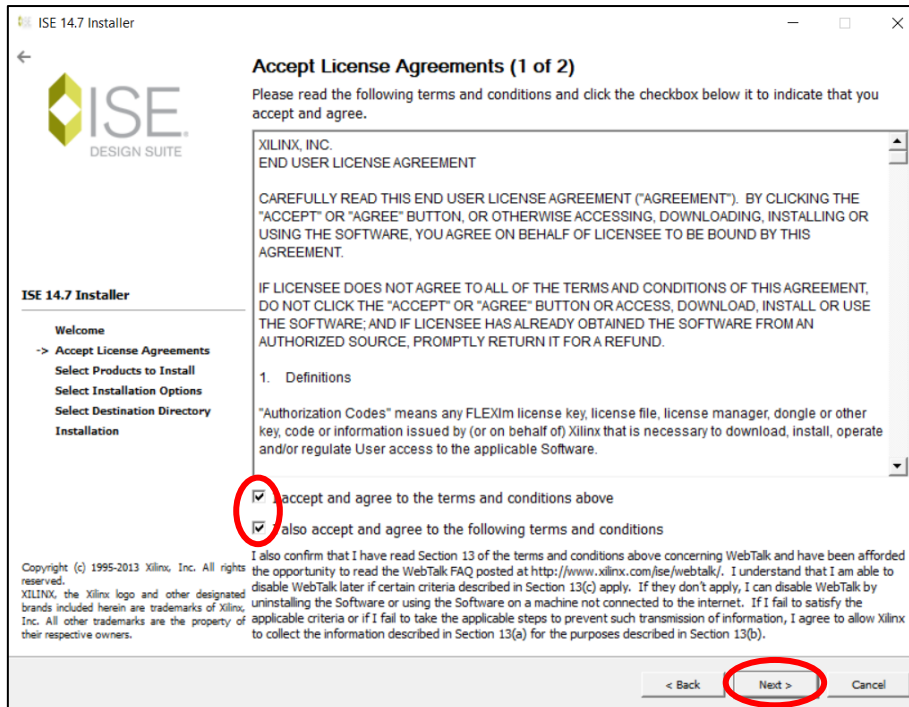 ISE 14.7 Installer
ISE.
DESIGN SUITE
ISE 14.7 Installer
Welcome
-> Accept License Agreements
Select Products to Install
Select Installation Options
Select Destination Directory
Installation
Copyright (c) 1995-2013 Xilinx, Inc. All rights
reserved.
XILINX, the Xilinx logo and other designated
brands included herein are trademarks of Xilinx,
Inc. All other trademarks are the property of
their respective owners.
Accept License Agreements (1 of 2)
Please read the following terms and conditions and click the checkbox below it to indicate that you
accept and agree.
XILINX, INC.
END USER LICENSE AGREEMENT
CAREFULLY READ THIS END USER LICENSE AGREEMENT ("AGREEMENT"). BY CLICKING THE
"ACCEPT" OR "AGREE" BUTTON, OR OTHERWISE ACCESSING, DOWNLOADING, INSTALLING OR
USING THE SOFTWARE, YOU AGREE ON BEHALF OF LICENSEE TO BE BOUND BY THIS
AGREEMENT.
IF LICENSEE DOES NOT AGREE TO ALL OF THE TERMS AND CONDITIONS OF THIS AGREEMENT,
DO NOT CLICK THE "ACCEPT" OR "AGREE" BUTTON OR ACCESS, DOWNLOAD, INSTALL OR USE
THE SOFTWARE; AND IF LICENSEE HAS ALREADY OBTAINED THE SOFTWARE FROM AN
AUTHORIZED SOURCE, PROMPTLY RETURN IT FOR A REFUND.
1. Definitions
"Authorization Codes" means any FLEXlm license key, license file, license manager, dongle or other
key, code or information issued by (or on behalf of) Xilinx that is necessary to download, install, operate
and/or regulate User access to the applicable Software.
I accept and agree to the terms and conditions above
I also accept and agree to the following terms and conditions
I also confirm that I have read Section 13 of the terms and conditions above concerning WebTalk and have been afforded
the opportunity to read the WebTalk FAQ posted at http://www.xilinx.com/ise/webtalk/. I understand that I am able to
disable WebTalk later if certain criteria described in Section 13(c) apply. If they don't apply, I can disable WebTalk by
uninstalling the Software or using the Software on a machine not connected to the internet. If I fail to satisfy the
applicable criteria or if I fail to take the applicable steps to prevent such transmission of information, I agree to allow Xilinx
to collect the information described in Section 13(a) for the purposes described in Section 13(b).
< Back
Next >
Cancel